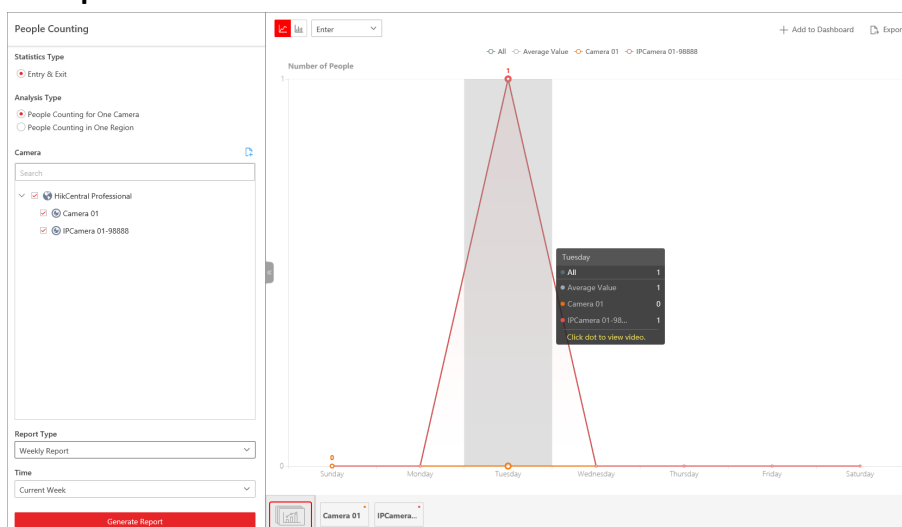 People Counting
Statistics Type
Entry & Exit
Analysis Type
People Counting for One Camera
People Counting in One Region
Camera
Search
HikCentral Professional
Camera 01
IPCamera 01-98888
Report Type
Weekly Report
Time
Current Week
Generate Report
Enter
Add to Dashboard
Expor
All Average Value Camera 01 IPCamera 01-98888
Number of People
1
1
Tuesday
All 1
Average Value 1
Camera 01 0
IPCamera 01-98... 1
Click dot to view video.
0
0
Sunday Monday Tuesday Wednesday Thursday Friday Saturday
Camera 01 IPCamera...